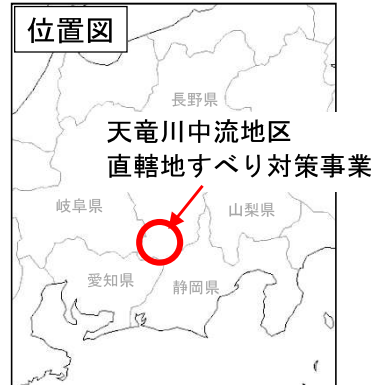 位置図
長野県
天竜川中流地区
直轄地すべり対策事業
岐阜県
山梨県
愛知県
静岡県